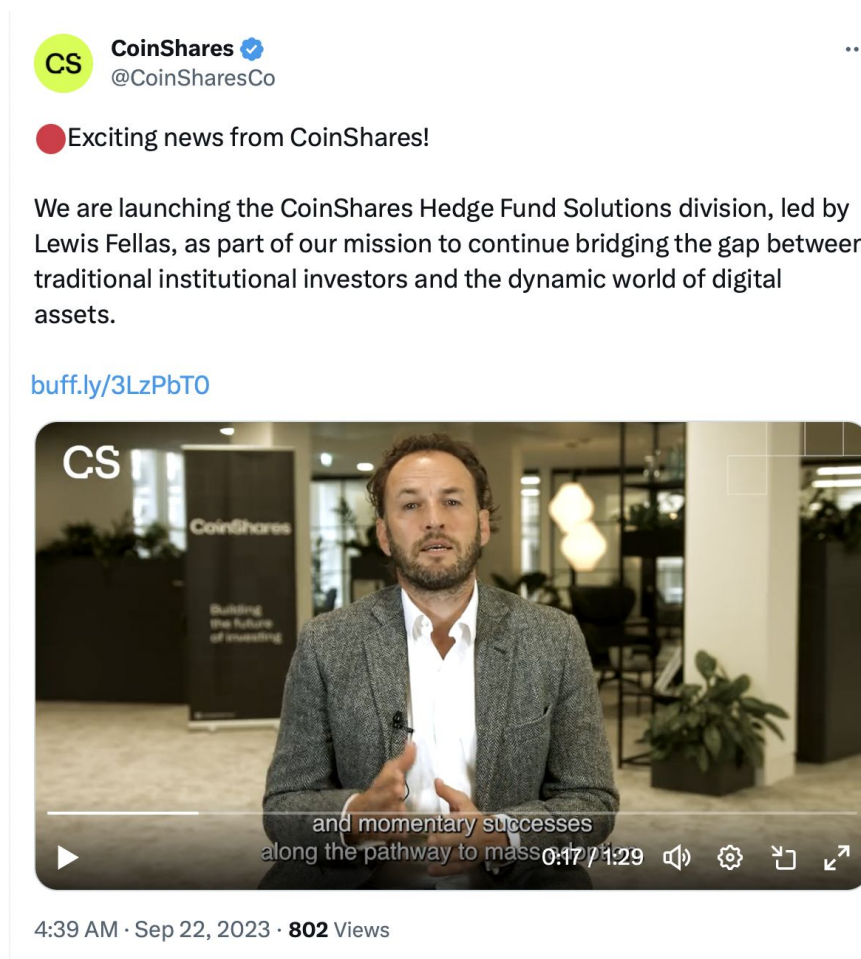 CS
CoinShares
@CoinSharesCo
Exciting news from CoinShares!
We are launching the CoinShares Hedge Fund Solutions division, led by
Lewis Fellas, as part of our mission to continue bridging the gap between
traditional institutional investors and the dynamic world of digital
assets.
buff.ly/3LzPbT0
CS
CoinShares
Building
the future
of investing
and momentary successes
along the pathway to mass adoption
0:17 / 1:29
4:39 AM · Sep 22, 2023 · 802 Views